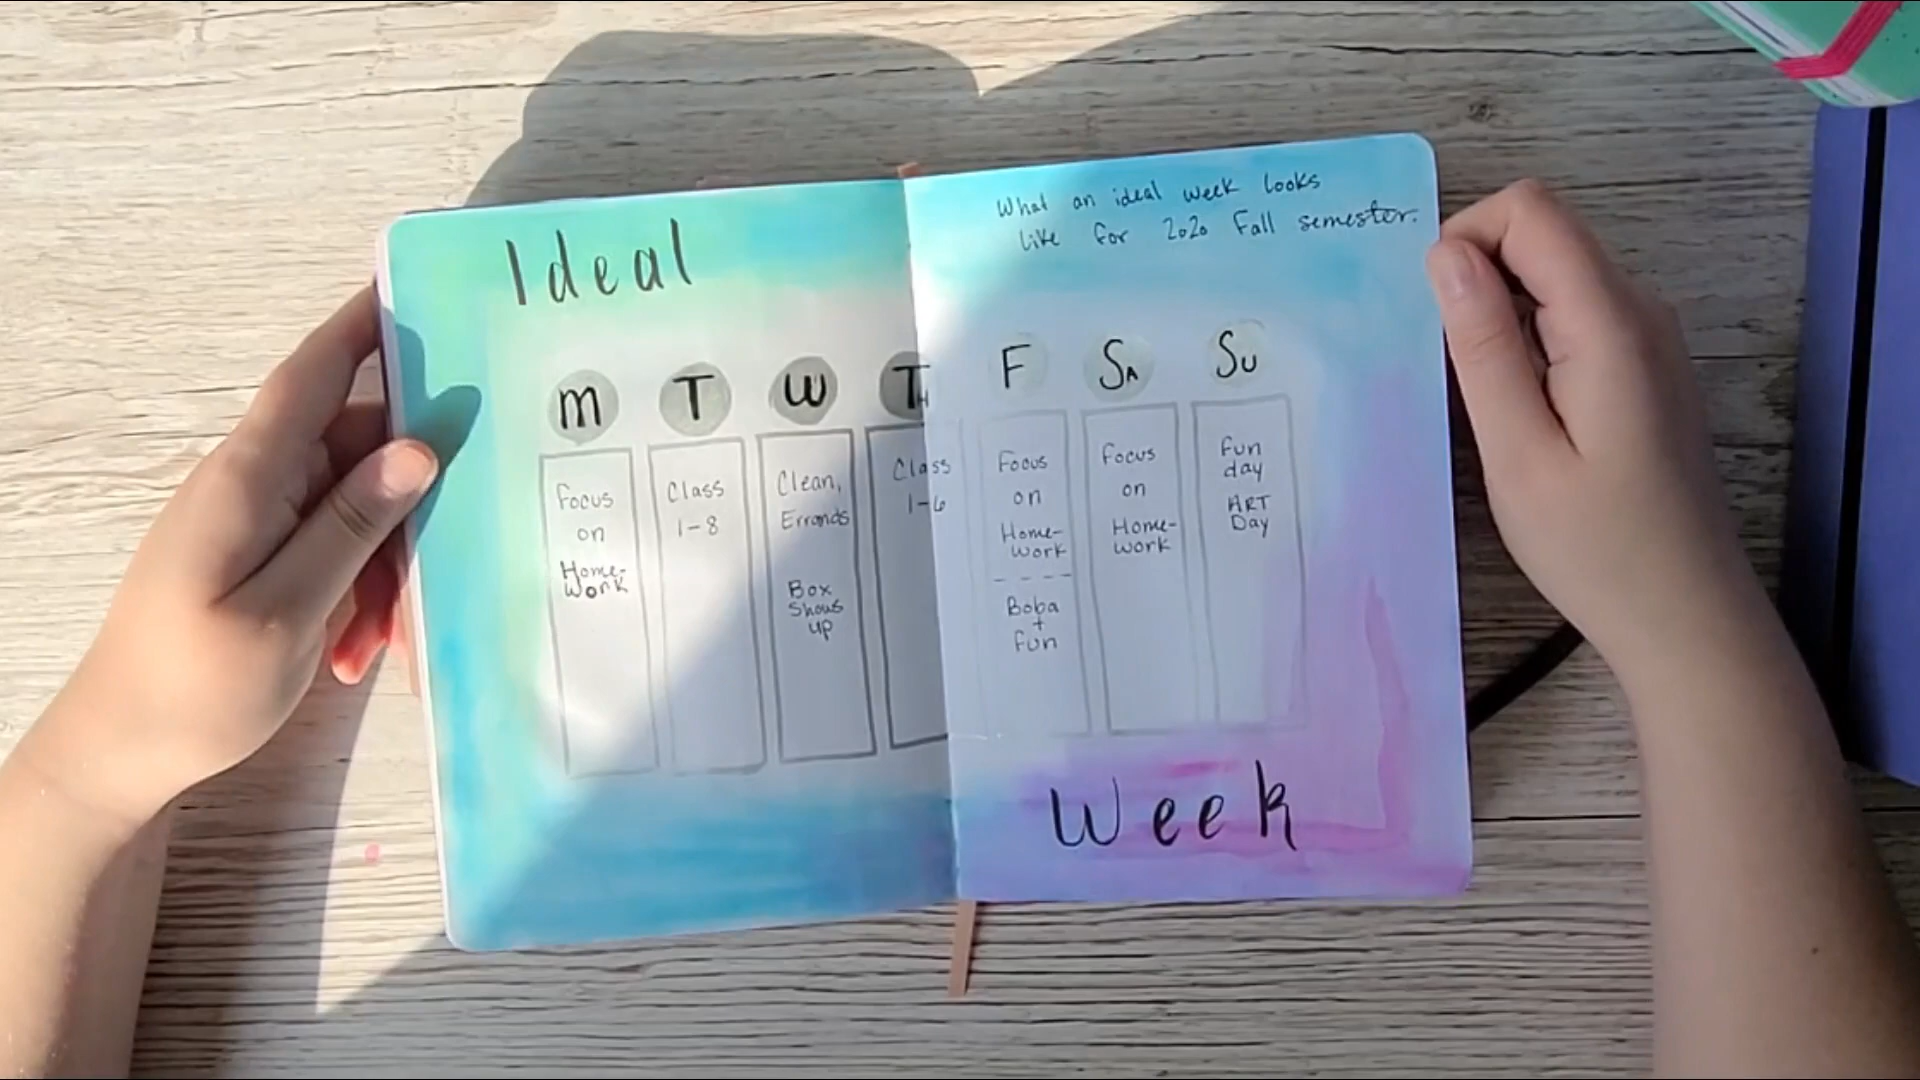 Ideal
What an ideal week looks
like for 2020 Fall semester.
M
T
W
TH
F
SA
SU
Focus
on
Home-
work
Class
1-8
Clean,
Errands
Box
Shows
up
Class
1-6
Focus
on
Home-
work
Boba
+
Fun
Focus
on
Home-
work
Fun
day
ART
Day
Week